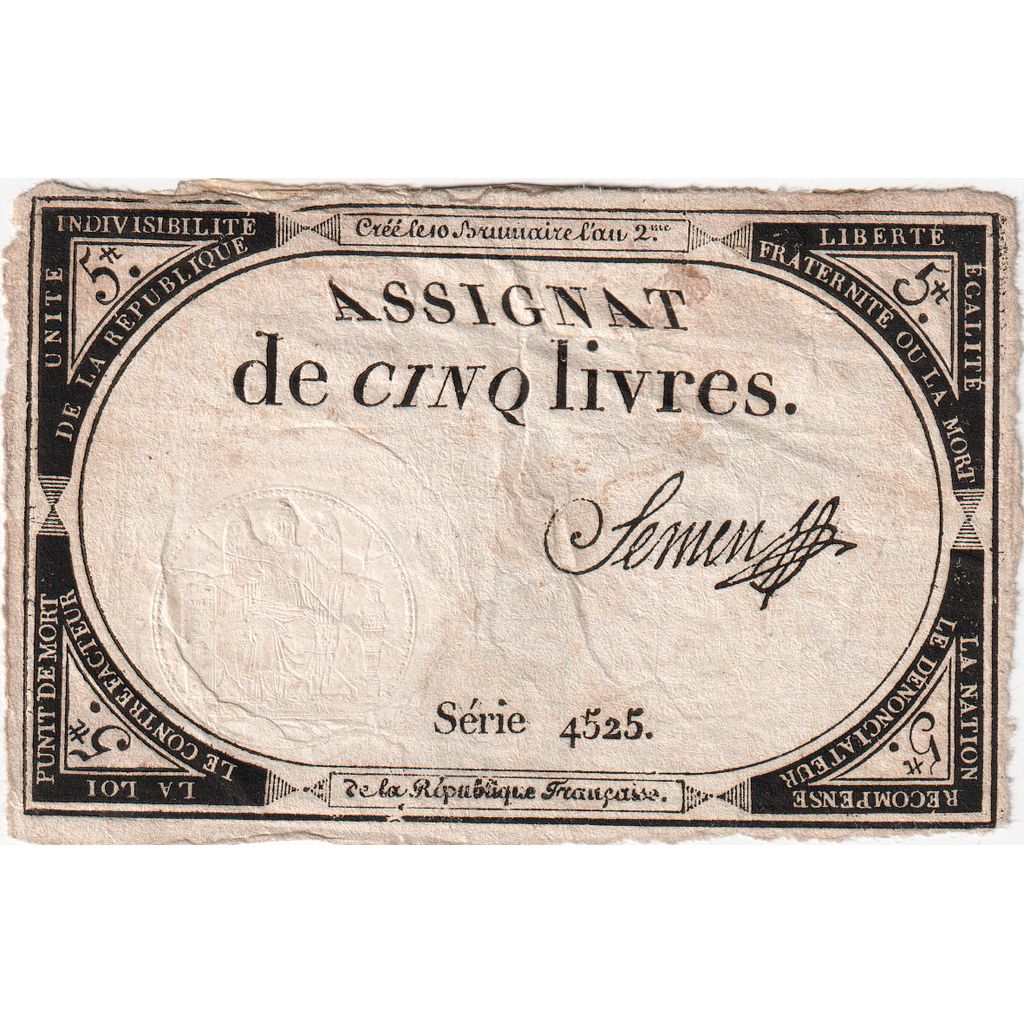 Créé le 10 Brumaire l'an 2.me
UNITÉ INDIVISIBILITÉ
DE LA RÉPUBLIQUE
5#.
LIBERTÉ ÉGALITÉ
FRATERNITÉ OU LA MORT
5#.
ASSIGNAT
de CINQ livres.
Semen
Série 4525.
LA LOI PUNIT DE MORT
LE CONTREFACTEUR
5#.
LA NATION RÉCOMPENSE
LE DÉNONCIATEUR
5#.
de la République Française.